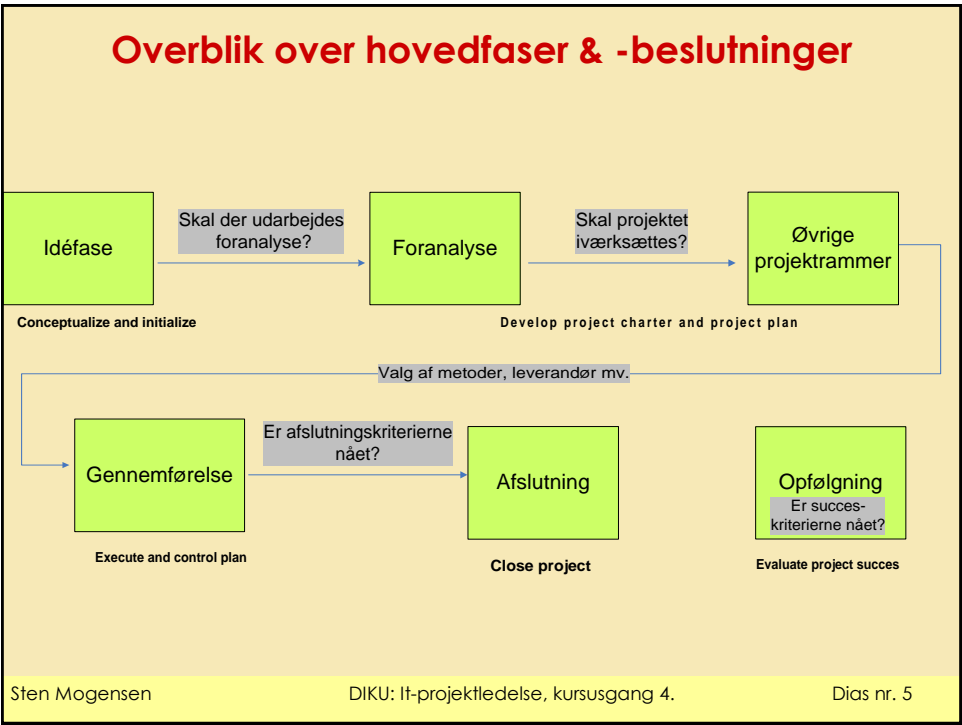 Overblik over hovedfaser & -beslutninger
Idéfase
Skal der udarbejdes
foranalyse?
Foranalyse
Skal projektet
iværksættes?
Øvrige
projektrammer
Conceptualize and initialize
Develop project charter and project plan
Valg af metoder, leverandør mv.
Gennemførelse
Er afslutningskriterierne
nået?
Afslutning
Opfølgning
Er succes-
kriterierne nået?
Execute and control plan
Close project
Evaluate project succes
Sten Mogensen DIKU: It-projektledelse, kursusgang 4. Dias nr. 5